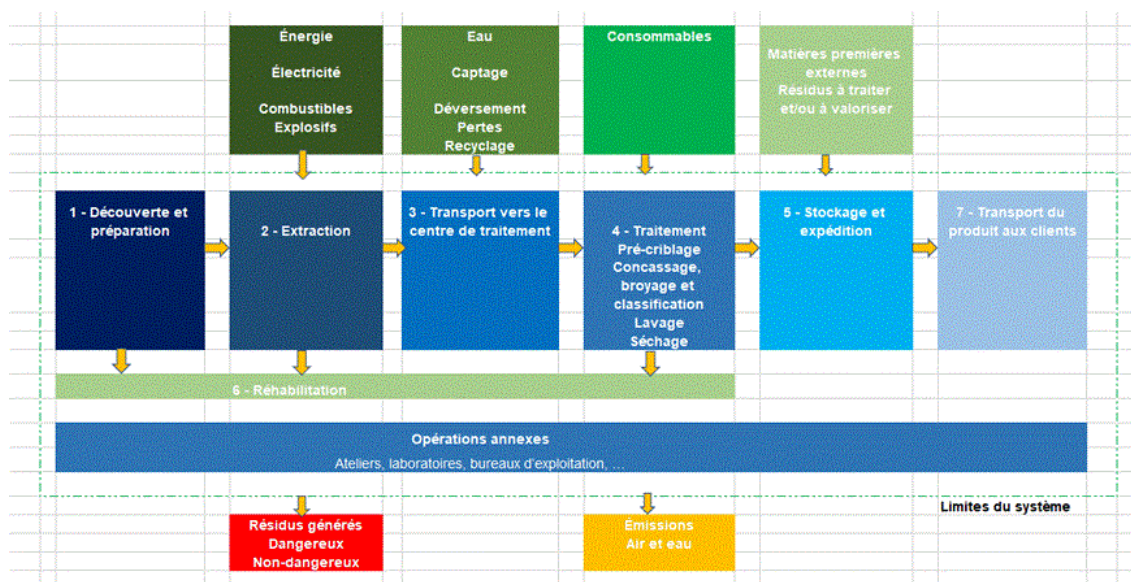 Énergie
Électricité
Combustibles
Explosifs
Eau
Captage
Déversement
Pertes
Recyclage
Consommables
Matières premières
externes
Résidus à traiter
et/ou à valoriser
1 - Découverte et
préparation
2 - Extraction
3 - Transport vers le
centre de traitement
4 - Traitement
Pré-criblage
Concassage,
broyage et
classification
Lavage
Séchage
5 - Stockage et
expédition
7 - Transport du
produit aux clients
6 - Réhabilitation
Opérations annexes
Ateliers, laboratoires, bureaux d'exploitation, …
Limites du système
Résidus générés
Dangereux
Non-dangereux
Émissions
Air et eau